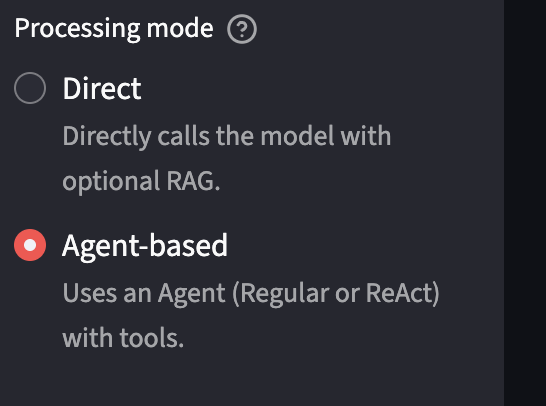 Processing mode ?
Direct
Directly calls the model with
optional RAG.
Agent-based
Uses an Agent (Regular or ReAct)
with tools.